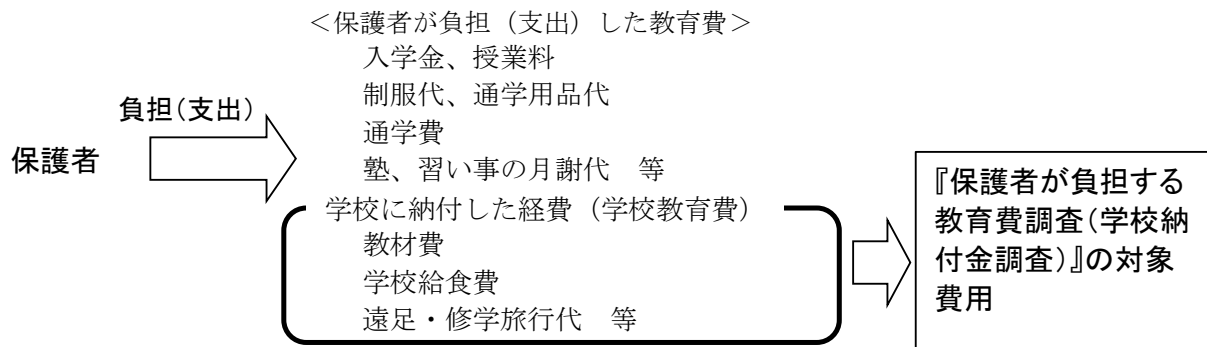 ＜保護者が負担（支出）した教育費＞
入学金、授業料
制服代、通学用品代
通学費
塾、習い事の月謝代　等
負担（支出）
保護者
学校に納付した経費（学校教育費）
教材費
学校給食費
遠足・修学旅行代　等
『保護者が負担する
教育費調査（学校納
付金調査）』の対象
費用